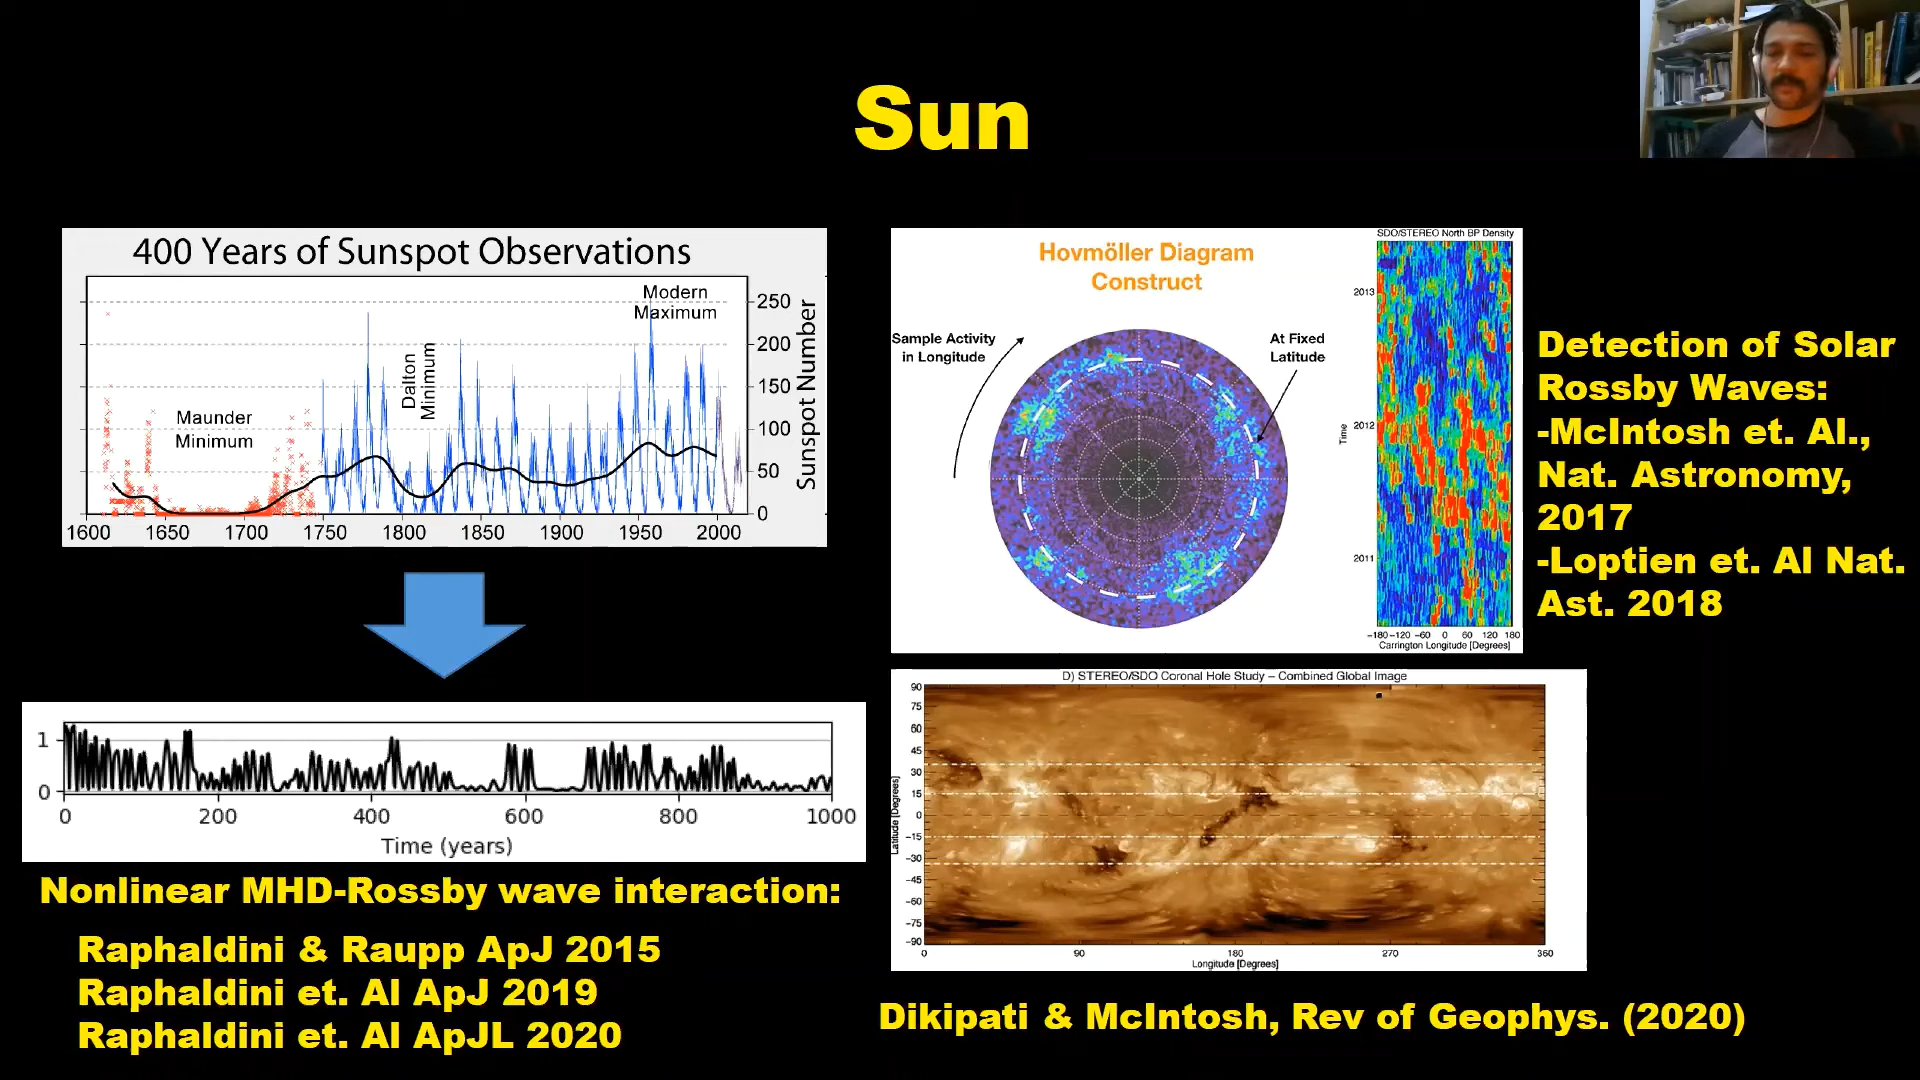 Sun
400 Years of Sunspot Observations
Modern
Maximum
Dalton
Minimum
Maunder
Minimum
250
200
150
100
50
0
Sunspot Number
1600 1650 1700 1750 1800 1850 1900 1950 2000
1
0
0 200 400 600 800 1000
Time (years)
Nonlinear MHD-Rossby wave interaction:
Raphaldini & Raupp ApJ 2015
Raphaldini et. Al ApJ 2019
Raphaldini et. Al ApJL 2020
Hovmöller Diagram
Construct
Sample Activity
in Longitude
At Fixed
Latitude
SDO/STEREO North BP Density
2013
2012
2011
Time
-180 -120 -60 0 60 120 180
Carrington Longitude [Degrees]
Detection of Solar
Rossby Waves:
-McIntosh et. Al.,
Nat. Astronomy,
2017
-Loptien et. Al Nat.
Ast. 2018
D) STEREO/SDO Coronal Hole Study – Combined Global Image
90
75
60
45
30
15
0
-15
-30
-45
-60
-75
-90
Latitude [Degrees]
0 90 180 270 360
Longitude [Degrees]
Dikipati & McIntosh, Rev of Geophys. (2020)